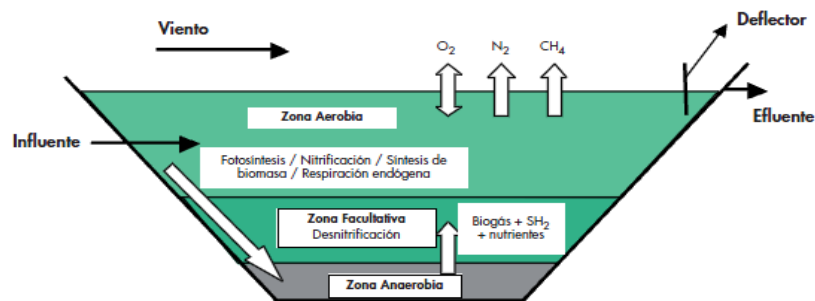 Viento
O2
N2
CH4
Deflector
Zona Aerobia
Efluente
Influente
Fotosíntesis / Nitrificación / Síntesis de
biomasa / Respiración endógena
Zona Facultativa
Desnitrificación
Biogás + SH2
+ nutrientes
Zona Anaerobia